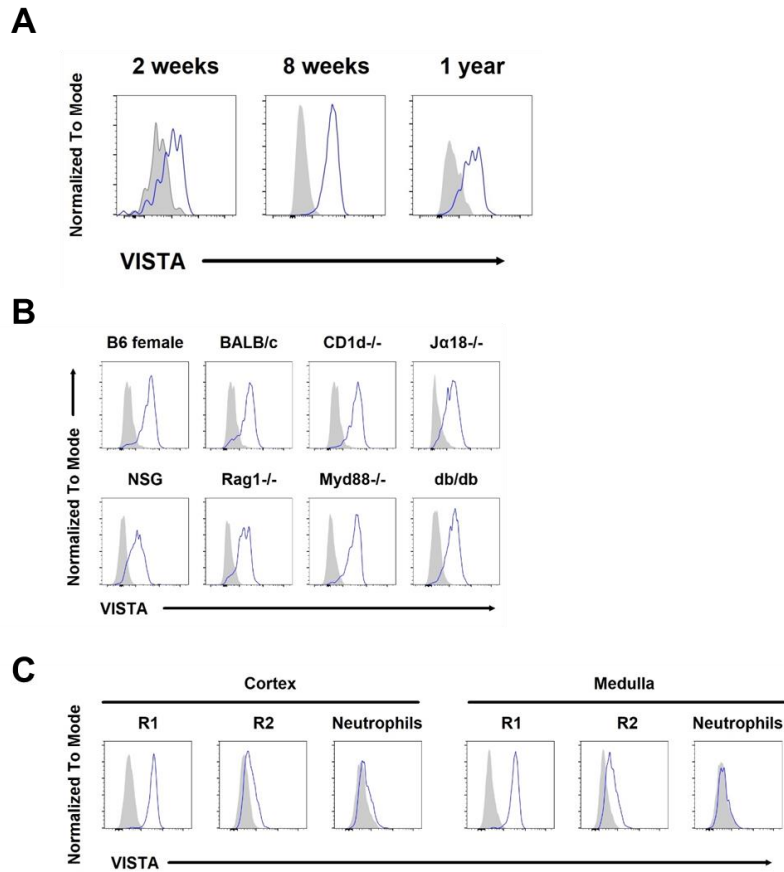 A
2 weeks 8 weeks 1 year
Normalized To Mode
VISTA
B
B6 female BALB/c CD1d-/- Jα18-/-
NSG Rag1-/- Myd88-/- db/db
Normalized To Mode
VISTA
C
Cortex Medulla
R1 R2 Neutrophils R1 R2 Neutrophils
Normalized To Mode
VISTA